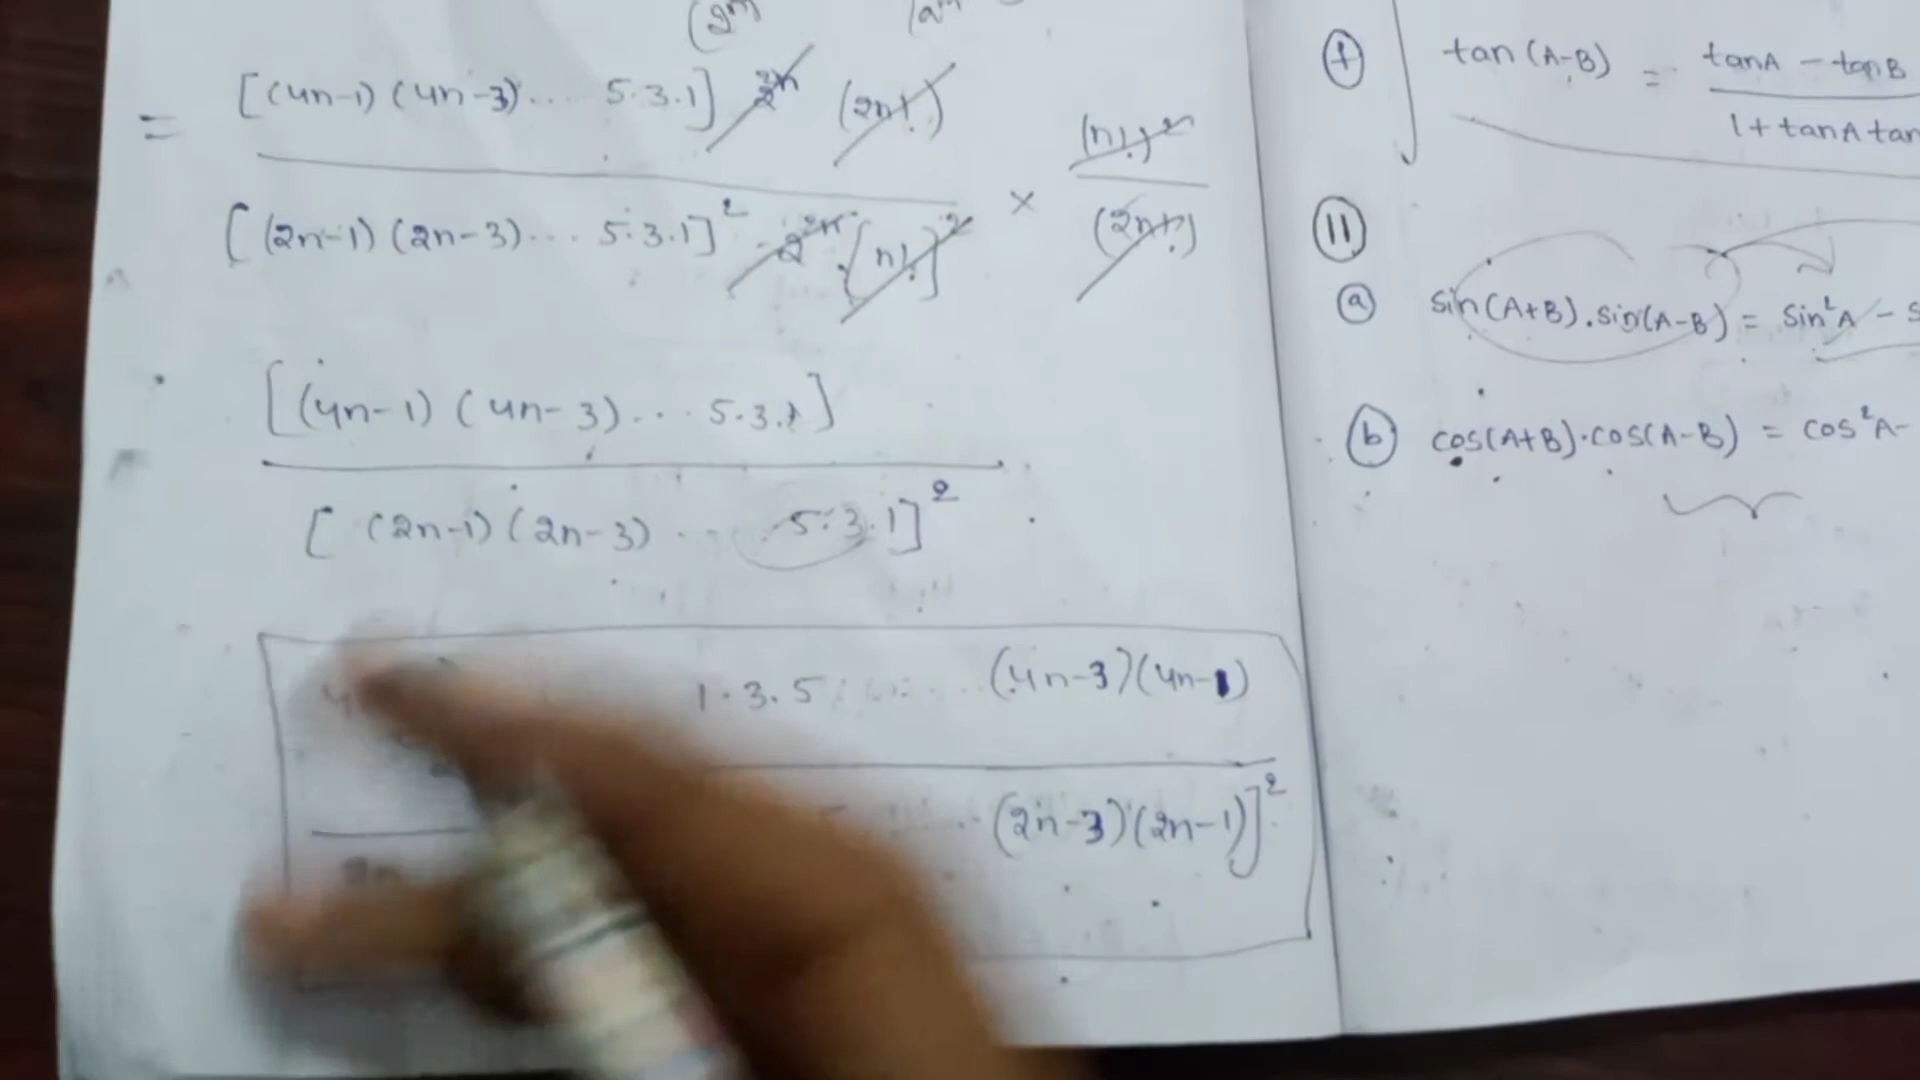 = [(4n-1)(4n-3).... 5.3.1] 2²ⁿ (2n!)
[(2n-1)(2n-3).... 5.3.1]² 2²ⁿ [n!]²
× (n!)²
(2n!)
[(4n-1)(4n-3)... 5.3.1]
[(2n-1)(2n-3)... 5.3.1]²
1.3.5 ... (4n-3)(4n-1)
(2n-3)(2n-1)]²
(f) tan(A-B) = tanA - tanB
1+tanA tan
(11)
(a) sin(A+B).sin(A-B) = sin²A - S
(b) cos(A+B).cos(A-B) = cos²A -